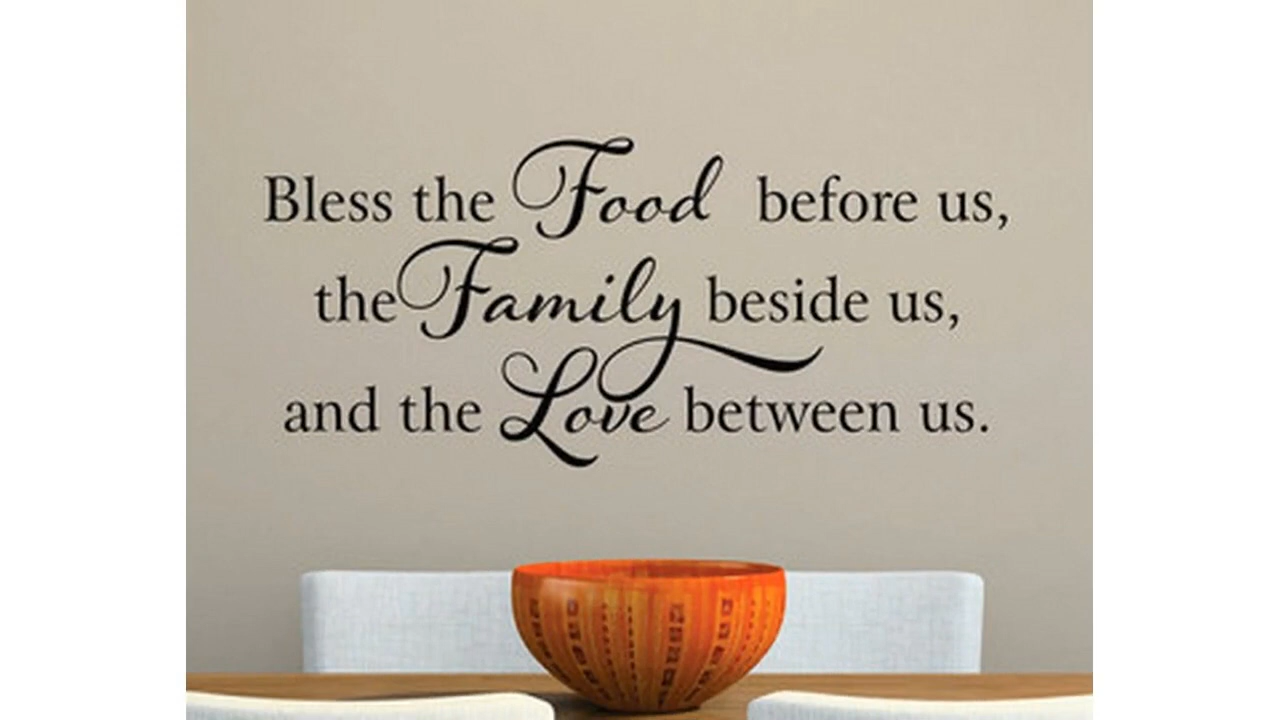 Bless the Food before us,
the Family beside us,
and the Love between us.